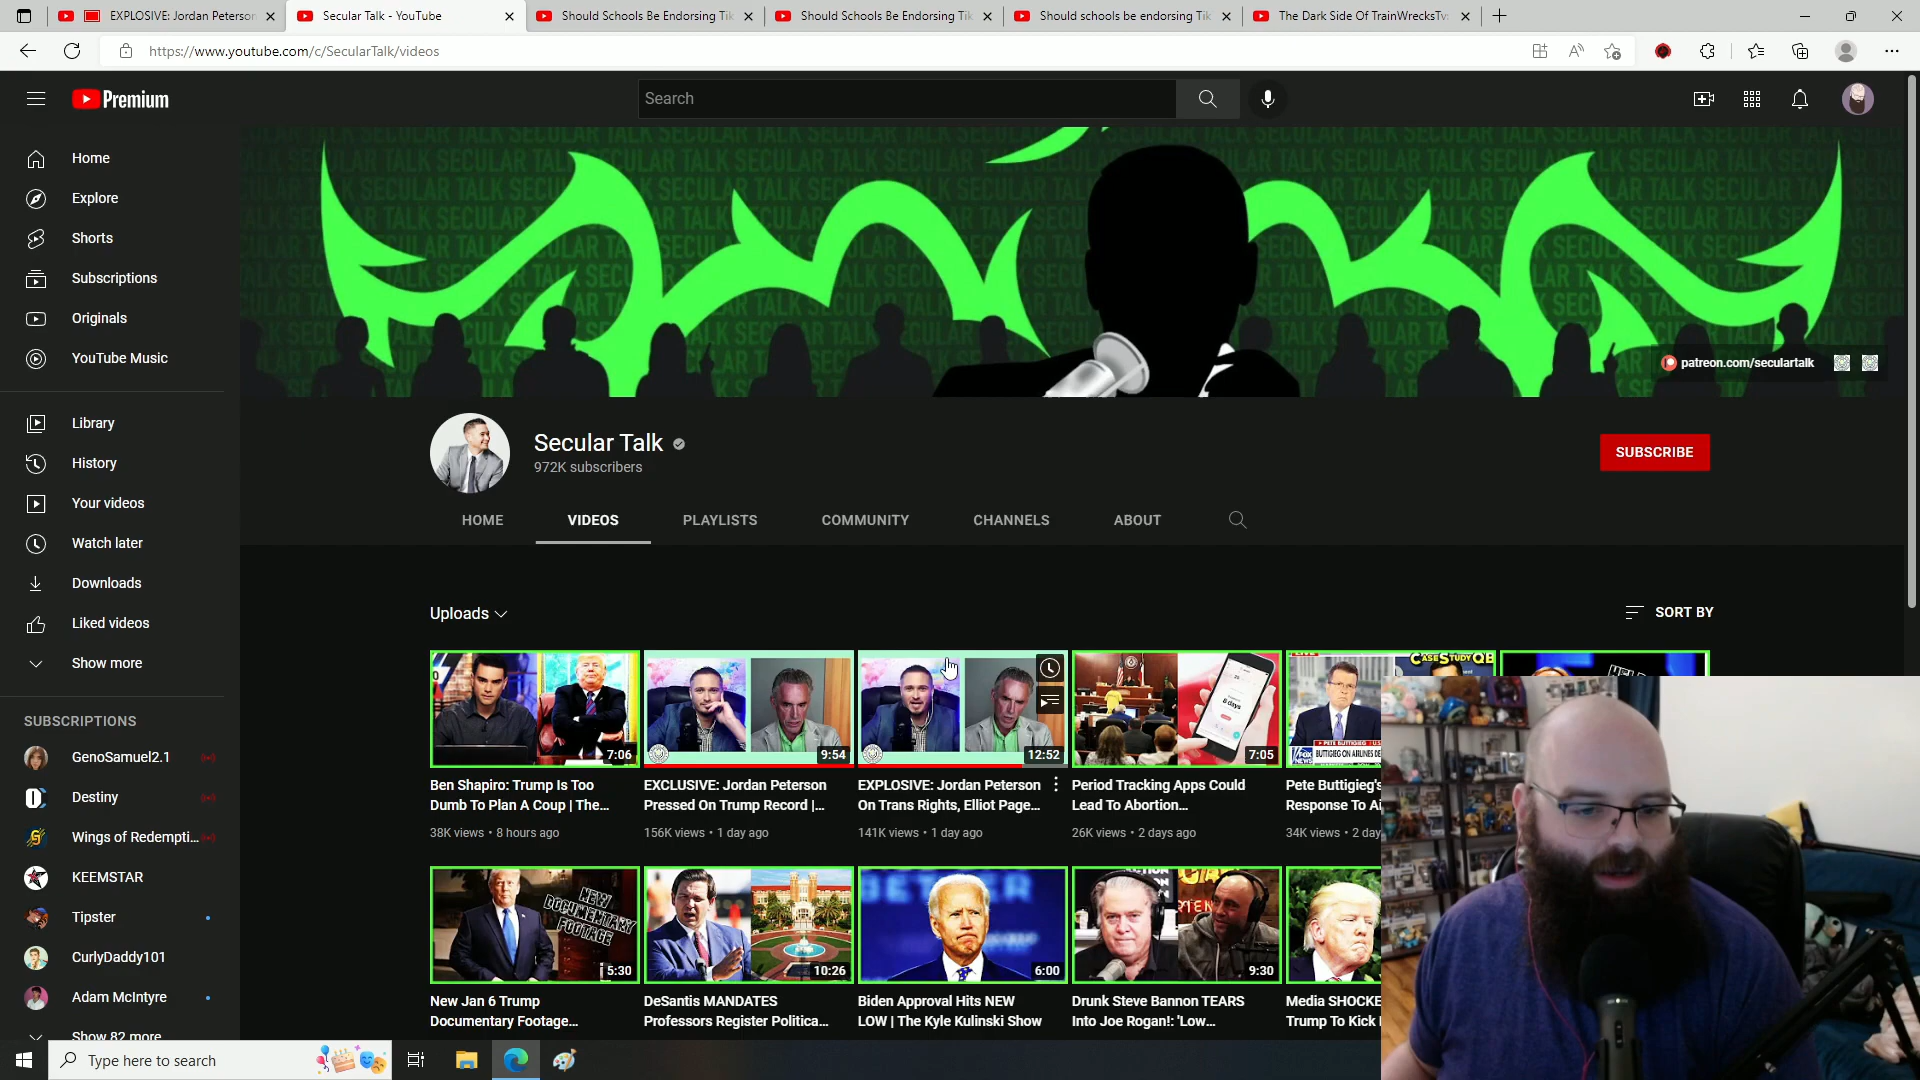 EXPLOSIVE: Jordan Peterson
Secular Talk - YouTube
Should Schools Be Endorsing Tik
Should Schools Be Endorsing Tik
Should schools be endorsing Tik
The Dark Side Of TrainWrecksTv
https://www.youtube.com/c/SecularTalk/videos
Premium
Search
Home
Explore
Shorts
Subscriptions
Originals
YouTube Music
Library
History
Your videos
Watch later
Downloads
Liked videos
Show more
SUBSCRIPTIONS
GenoSamuel2.1
Destiny
Wings of Redempti...
KEEMSTAR
Tipster
CurlyDaddy101
Adam McIntyre
Show 82 more
patreon.com/seculartalk
Secular Talk
972K subscribers
SUBSCRIBE
HOME
VIDEOS
PLAYLISTS
COMMUNITY
CHANNELS
ABOUT
Uploads
SORT BY
7:06
9:54
12:52
7:05
CASESTUDYQB
PETE BUTTIGIEG
Ben Shapiro: Trump Is Too
Dumb To Plan A Coup | The...
38K views • 8 hours ago
EXCLUSIVE: Jordan Peterson
Pressed On Trump Record |...
156K views • 1 day ago
EXPLOSIVE: Jordan Peterson
On Trans Rights, Elliot Page...
141K views • 1 day ago
Period Tracking Apps Could
Lead To Abortion...
26K views • 2 days ago
Pete Buttigieg's
Response To Ai
34K views • 2 day
NEW
DOCUMENTARY
FOOTAGE
5:30
10:26
6:00
9:30
New Jan 6 Trump
Documentary Footage...
DeSantis MANDATES
Professors Register Politica...
Biden Approval Hits NEW
LOW | The Kyle Kulinski Show
Drunk Steve Bannon TEARS
Into Joe Rogan!: 'Low...
Media SHOCKE
Trump To Kick
Type here to search